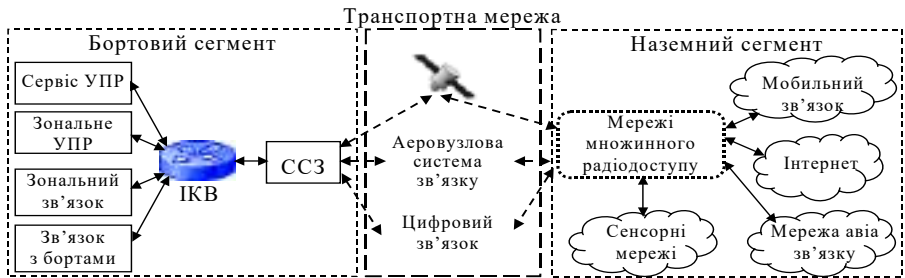 Транспортна мережа
Бортовий сегмент
Сервіс УПР
Зональне
УПР
Зональний
зв'язок
Зв'язок
з бортами
ІКВ
ССЗ
Аеровузлова
система
зв'язку
Цифровий
зв'язок
Наземний сегмент
Мережі
множинного
радіодоступу
Мобильний
зв'язок
Інтернет
Сенсорні
мережі
Мережа авіа
зв'язку